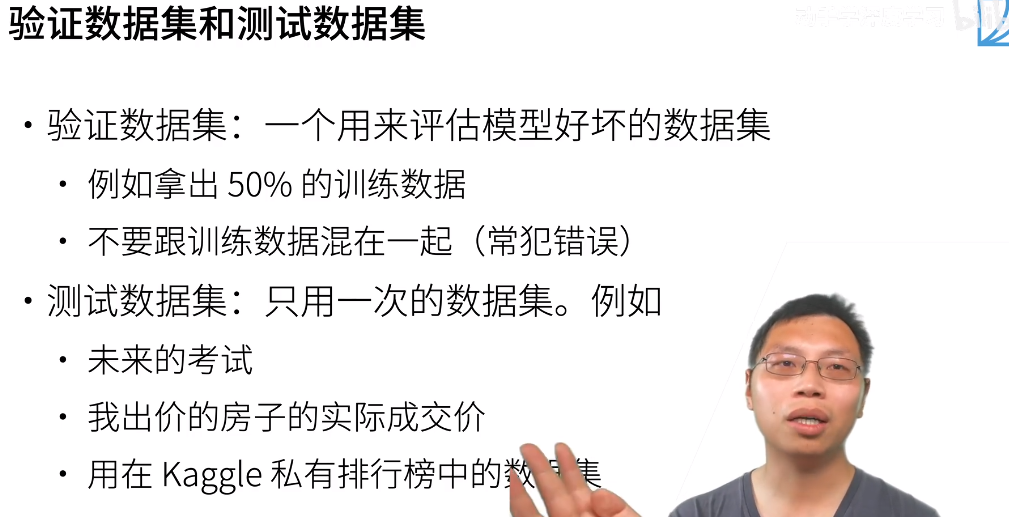 验证数据集和测试数据集
• 验证数据集：一个用来评估模型好坏的数据集
• 例如拿出 50% 的训练数据
• 不要跟训练数据混在一起（常犯错误）
• 测试数据集：只用一次的数据集。例如
• 未来的考试
• 我出价的房子的实际成交价
• 用在 Kaggle 私有排行榜中的数据集